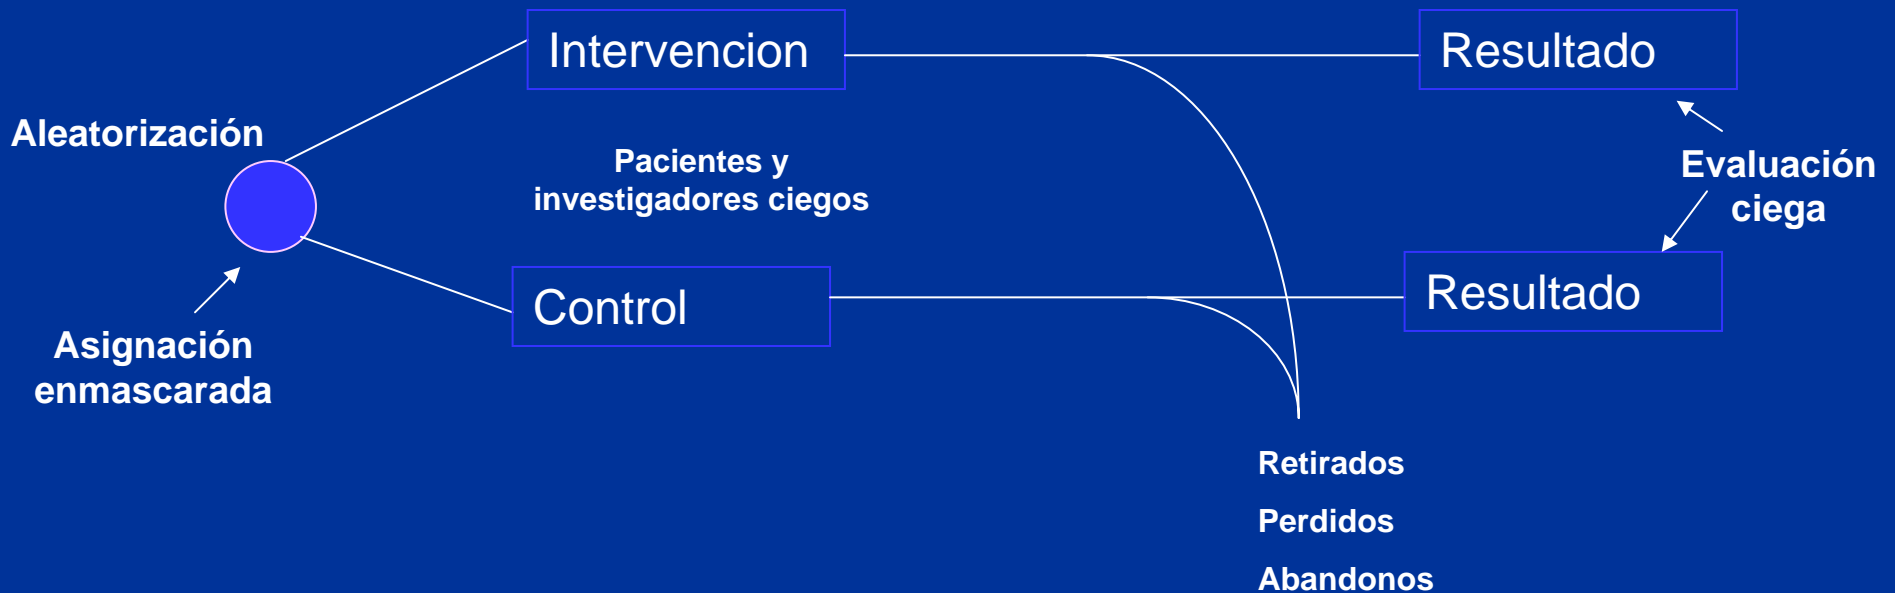 Intervencion
Resultado
Aleatorización
Pacientes y
investigadores ciegos
Evaluación
ciega
Control
Resultado
Asignación
enmascarada
Retirados
Perdidos
Abandonos